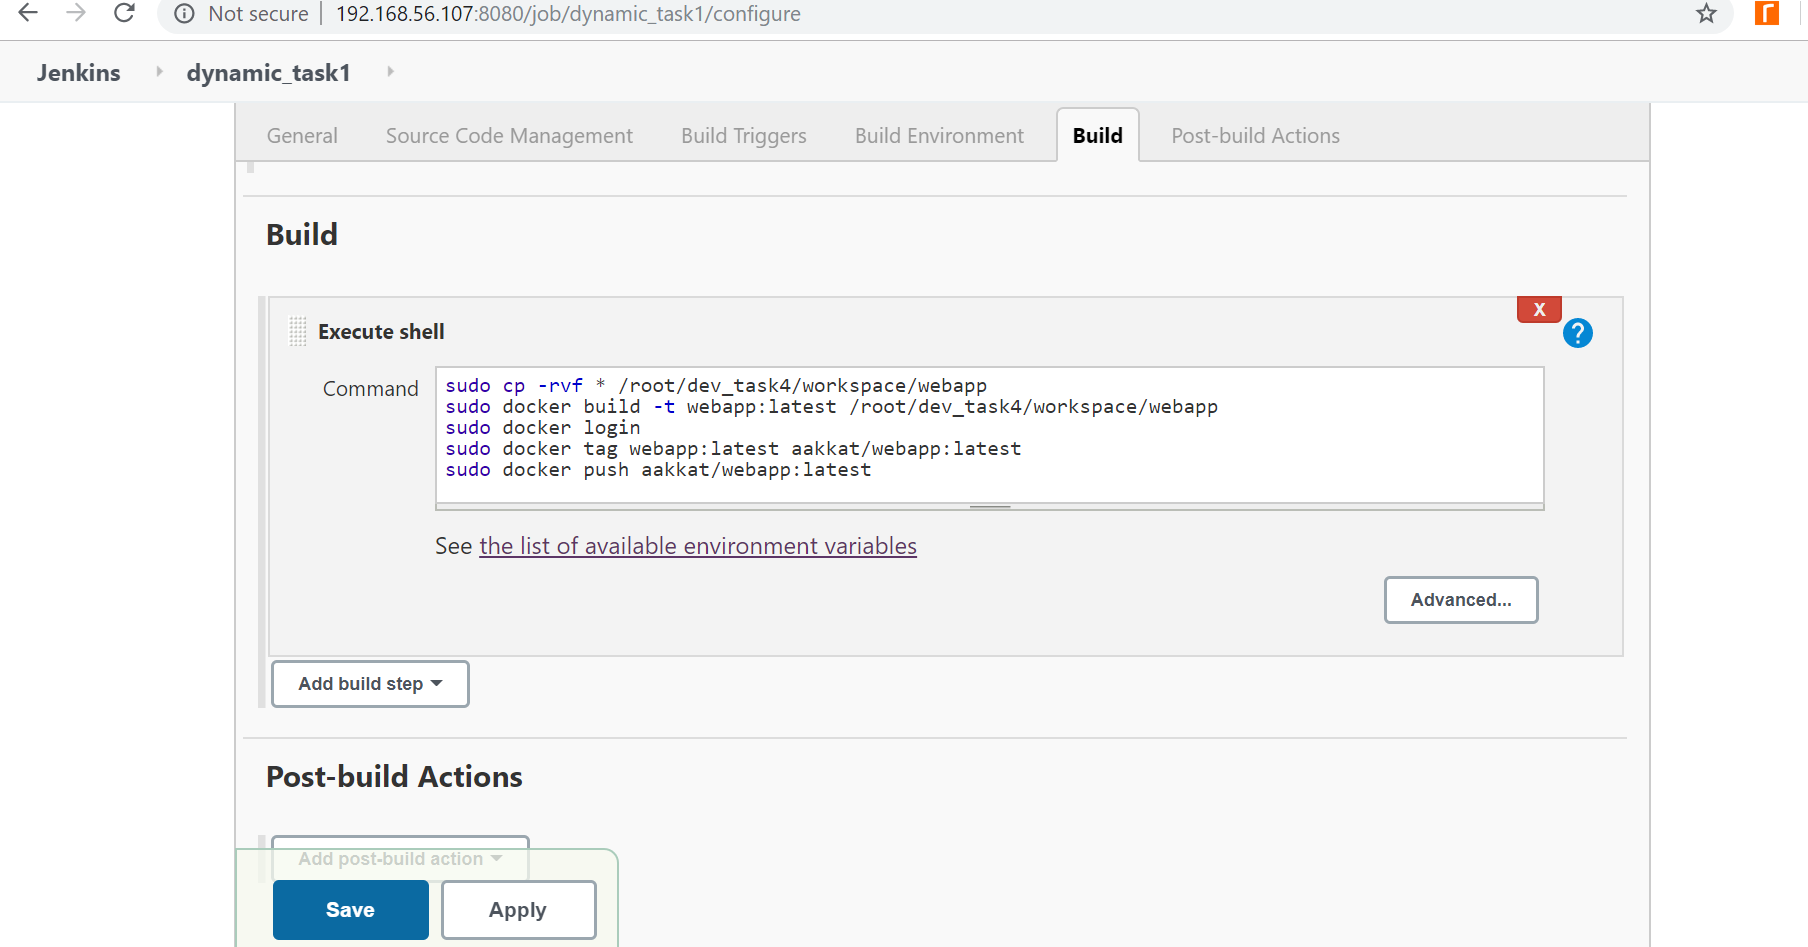 Not secure | 192.168.56.107:8080/job/dynamic_task1/configure
Jenkins dynamic_task1
General Source Code Management Build Triggers Build Environment Build Post-build Actions
Build
X
Execute shell ?
Command
sudo cp -rvf * /root/dev_task4/workspace/webapp
sudo docker build -t webapp:latest /root/dev_task4/workspace/webapp
sudo docker login
sudo docker tag webapp:latest aakkat/webapp:latest
sudo docker push aakkat/webapp:latest
See the list of available environment variables
Advanced...
Add build step
Post-build Actions
Add post-build action
Save Apply